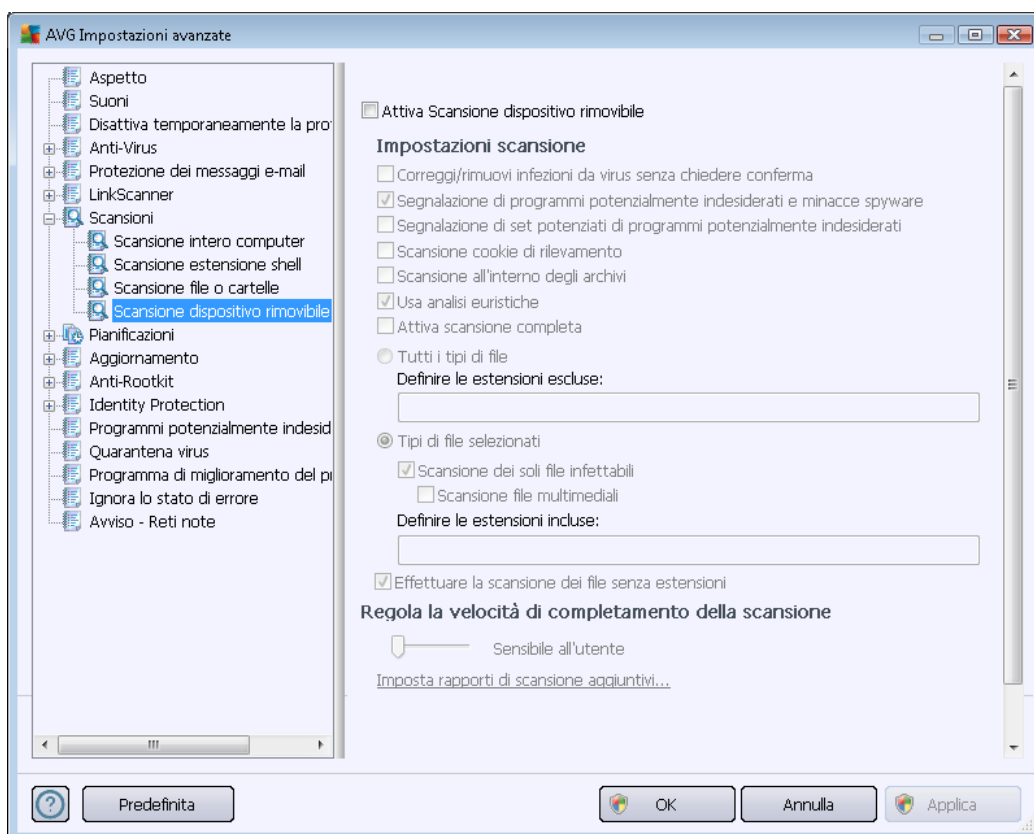 AVG Impostazioni avanzate
Aspetto
Suoni
Disattiva temporaneamente la pro
Anti-Virus
Protezione dei messaggi e-mail
LinkScanner
Scansioni
Scansione intero computer
Scansione estensione shell
Scansione file o cartelle
Scansione dispositivo rimovibile
Pianificazioni
Aggiornamento
Anti-Rootkit
Identity Protection
Programmi potenzialmente indesid
Quarantena virus
Programma di miglioramento del pr
Ignora lo stato di errore
Avviso - Reti note
Attiva Scansione dispositivo rimovibile
Impostazioni scansione
Correggi/rimuovi infezioni da virus senza chiedere conferma
Segnalazione di programmi potenzialmente indesiderati e minacce spyware
Segnalazione di set potenziati di programmi potenzialmente indesiderati
Scansione cookie di rilevamento
Scansione all'interno degli archivi
Usa analisi euristiche
Attiva scansione completa
Tutti i tipi di file
Definire le estensioni escluse:
Tipi di file selezionati
Scansione dei soli file infettabili
Scansione file multimediali
Definire le estensioni incluse:
Effettuare la scansione dei file senza estensioni
Regola la velocità di completamento della scansione
Sensibile all'utente
Imposta rapporti di scansione aggiuntivi...
Predefinita
OK
Annulla
Applica